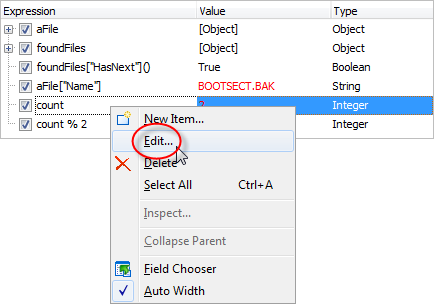 Expression Value Type
aFile [Object] Object
foundFiles [Object] Object
foundFiles["HasNext"]() True Boolean
aFile["Name"] BOOTSECT.BAK String
count 2 Integer
count % 2 Integer
New Item...
Edit...
Delete
Select All Ctrl+A
Inspect...
Collapse Parent
Field Chooser
Auto Width